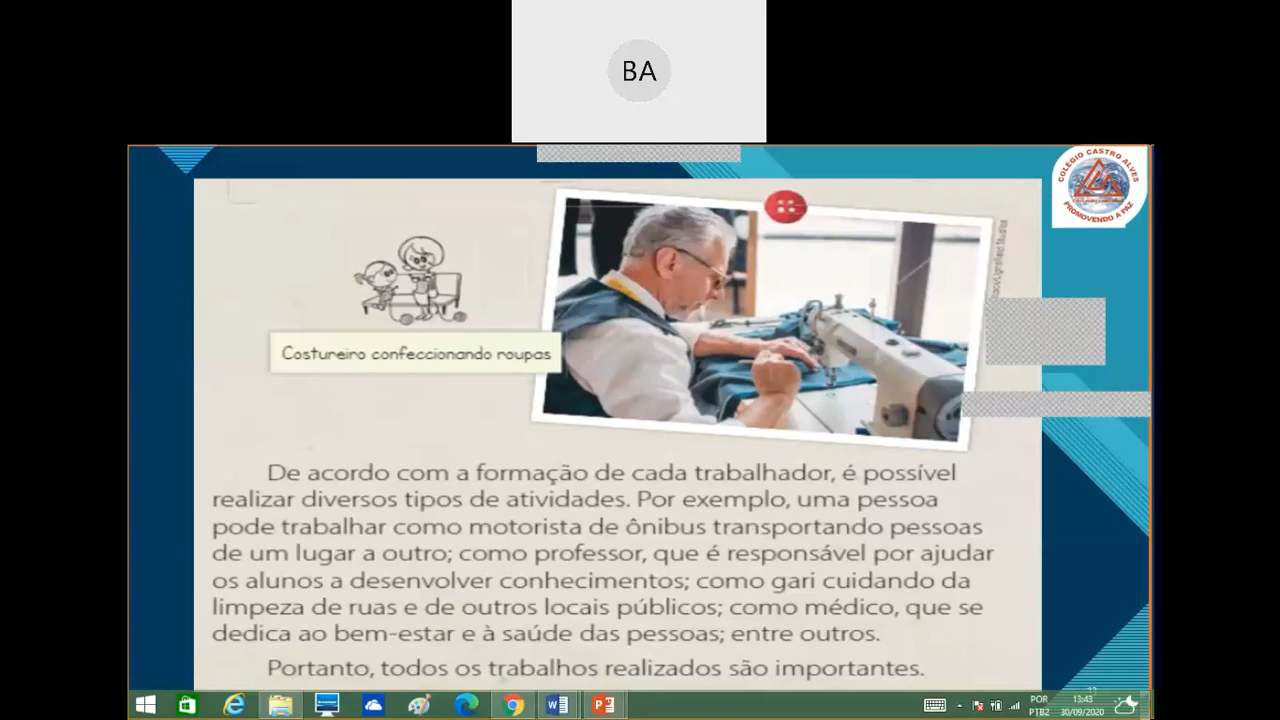 BA
COLÉGIO CASTRO ALVES
PROMOVENDO A PAZ
Costureiro confeccionando roupas
De acordo com a formação de cada trabalhador, é possível
realizar diversos tipos de atividades. Por exemplo, uma pessoa
pode trabalhar como motorista de ônibus transportando pessoas
de um lugar a outro; como professor, que é responsável por ajudar
os alunos a desenvolver conhecimentos; como gari cuidando da
limpeza de ruas e de outros locais públicos; como médico, que se
dedica ao bem-estar e à saúde das pessoas; entre outros.
Portanto, todos os trabalhos realizados são importantes.
POR
PTB2
13:43
30/09/2020